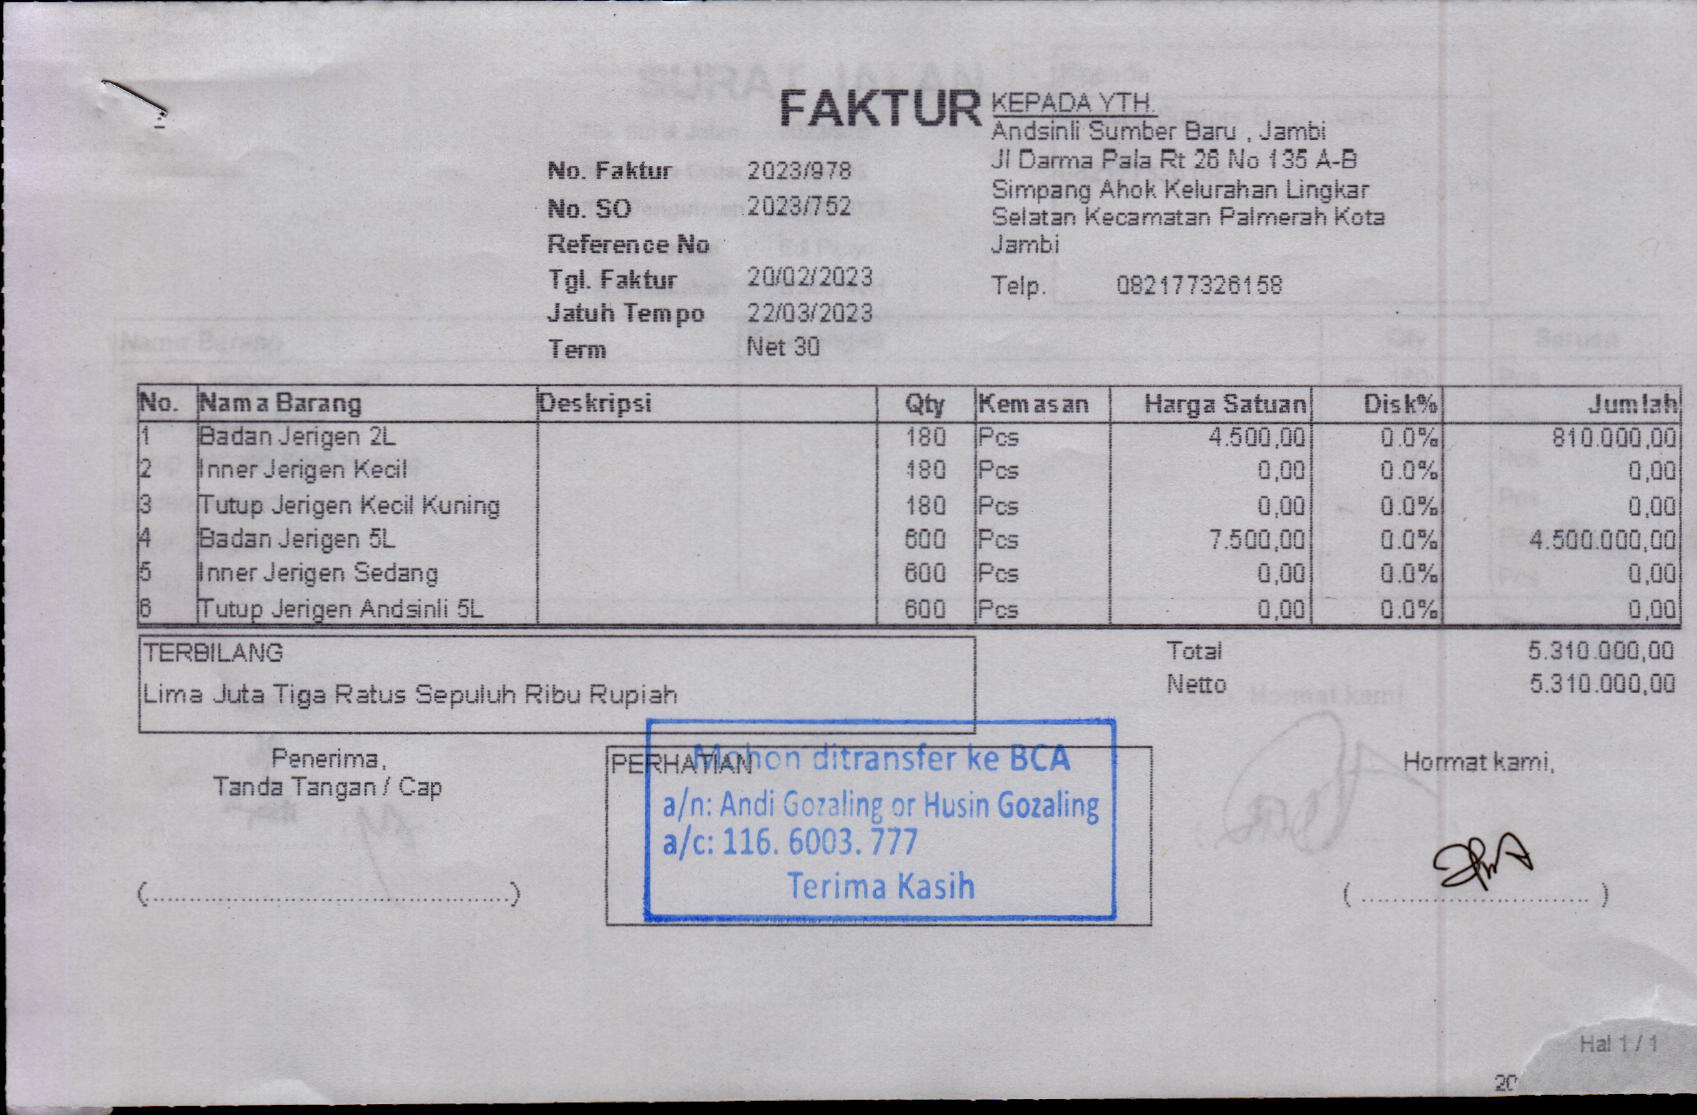 FAKTUR
No. Faktur 2023/978
No. SO 2023/752
Reference No
Tgl. Faktur 20/02/2023
Jatuh Tempo 22/03/2023
Term Net 30
KEPADA YTH.
Andsinli Sumber Baru , Jambi
Jl Darma Pala Rt 26 No 135 A-B
Simpang Ahok Kelurahan Lingkar
Selatan Kecamatan Palmerah Kota
Jambi
Telp. 082177326158
No. Nama Barang Deskripsi Qty Kemasan Harga Satuan Disk% Jumlah
1 Badan Jerigen 2L 180 Pcs 4.500,00 0.0% 810.000,00
2 Inner Jerigen Kecil 180 Pcs 0,00 0.0% 0,00
3 Tutup Jerigen Kecil Kuning 180 Pcs 0,00 0.0% 0,00
4 Badan Jerigen 5L 600 Pcs 7.500,00 0.0% 4.500.000,00
5 Inner Jerigen Sedang 600 Pcs 0,00 0.0% 0,00
6 Tutup Jerigen Andsinli 5L 600 Pcs 0,00 0.0% 0,00
TERBILANG
Lima Juta Tiga Ratus Sepuluh Ribu Rupiah
Total 5.310.000,00
Netto 5.310.000,00
Penerima,
Tanda Tangan / Cap
PERHATIAN
Mohon ditransfer ke BCA
a/n: Andi Gozaling or Husin Gozaling
a/c: 116. 6003. 777
Terima Kasih
Hormat kami,
Hal 1 / 1